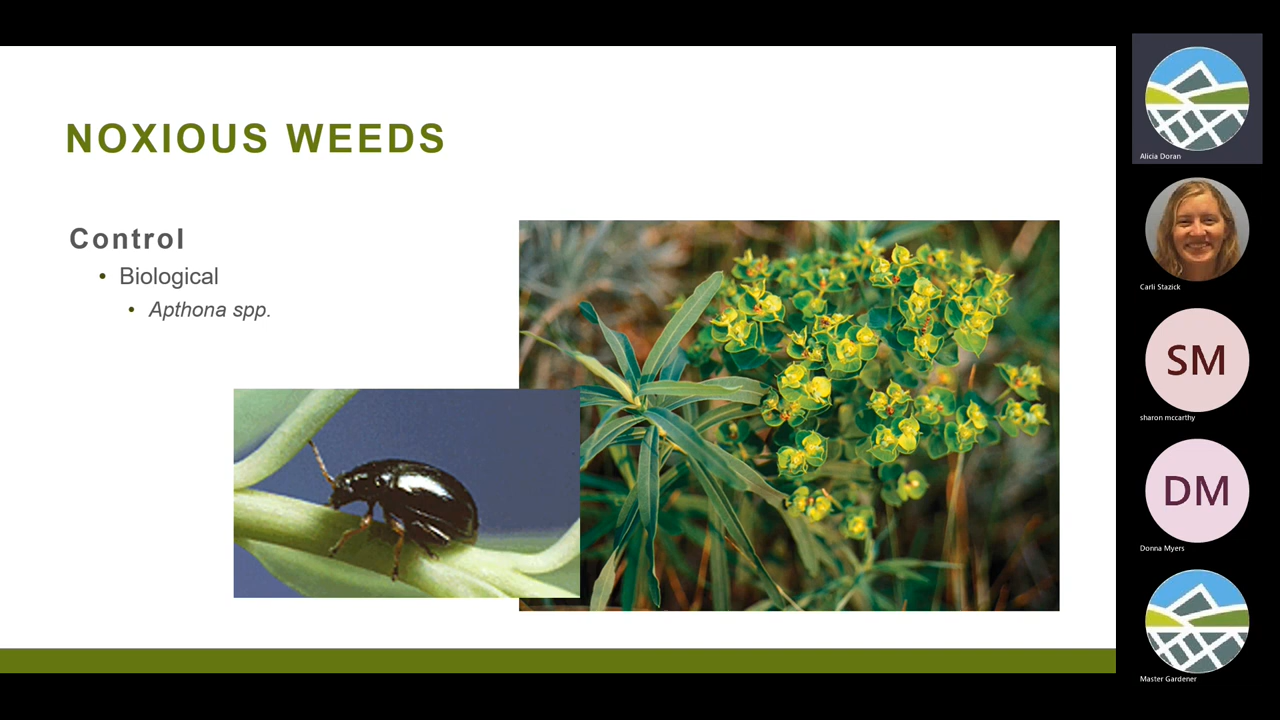 NOXIOUS WEEDS
Control
• Biological
• Apthona spp.
Alicia Doran
Carli Stazick
SM
sharon mccarthy
DM
Donna Myers
Master Gardener